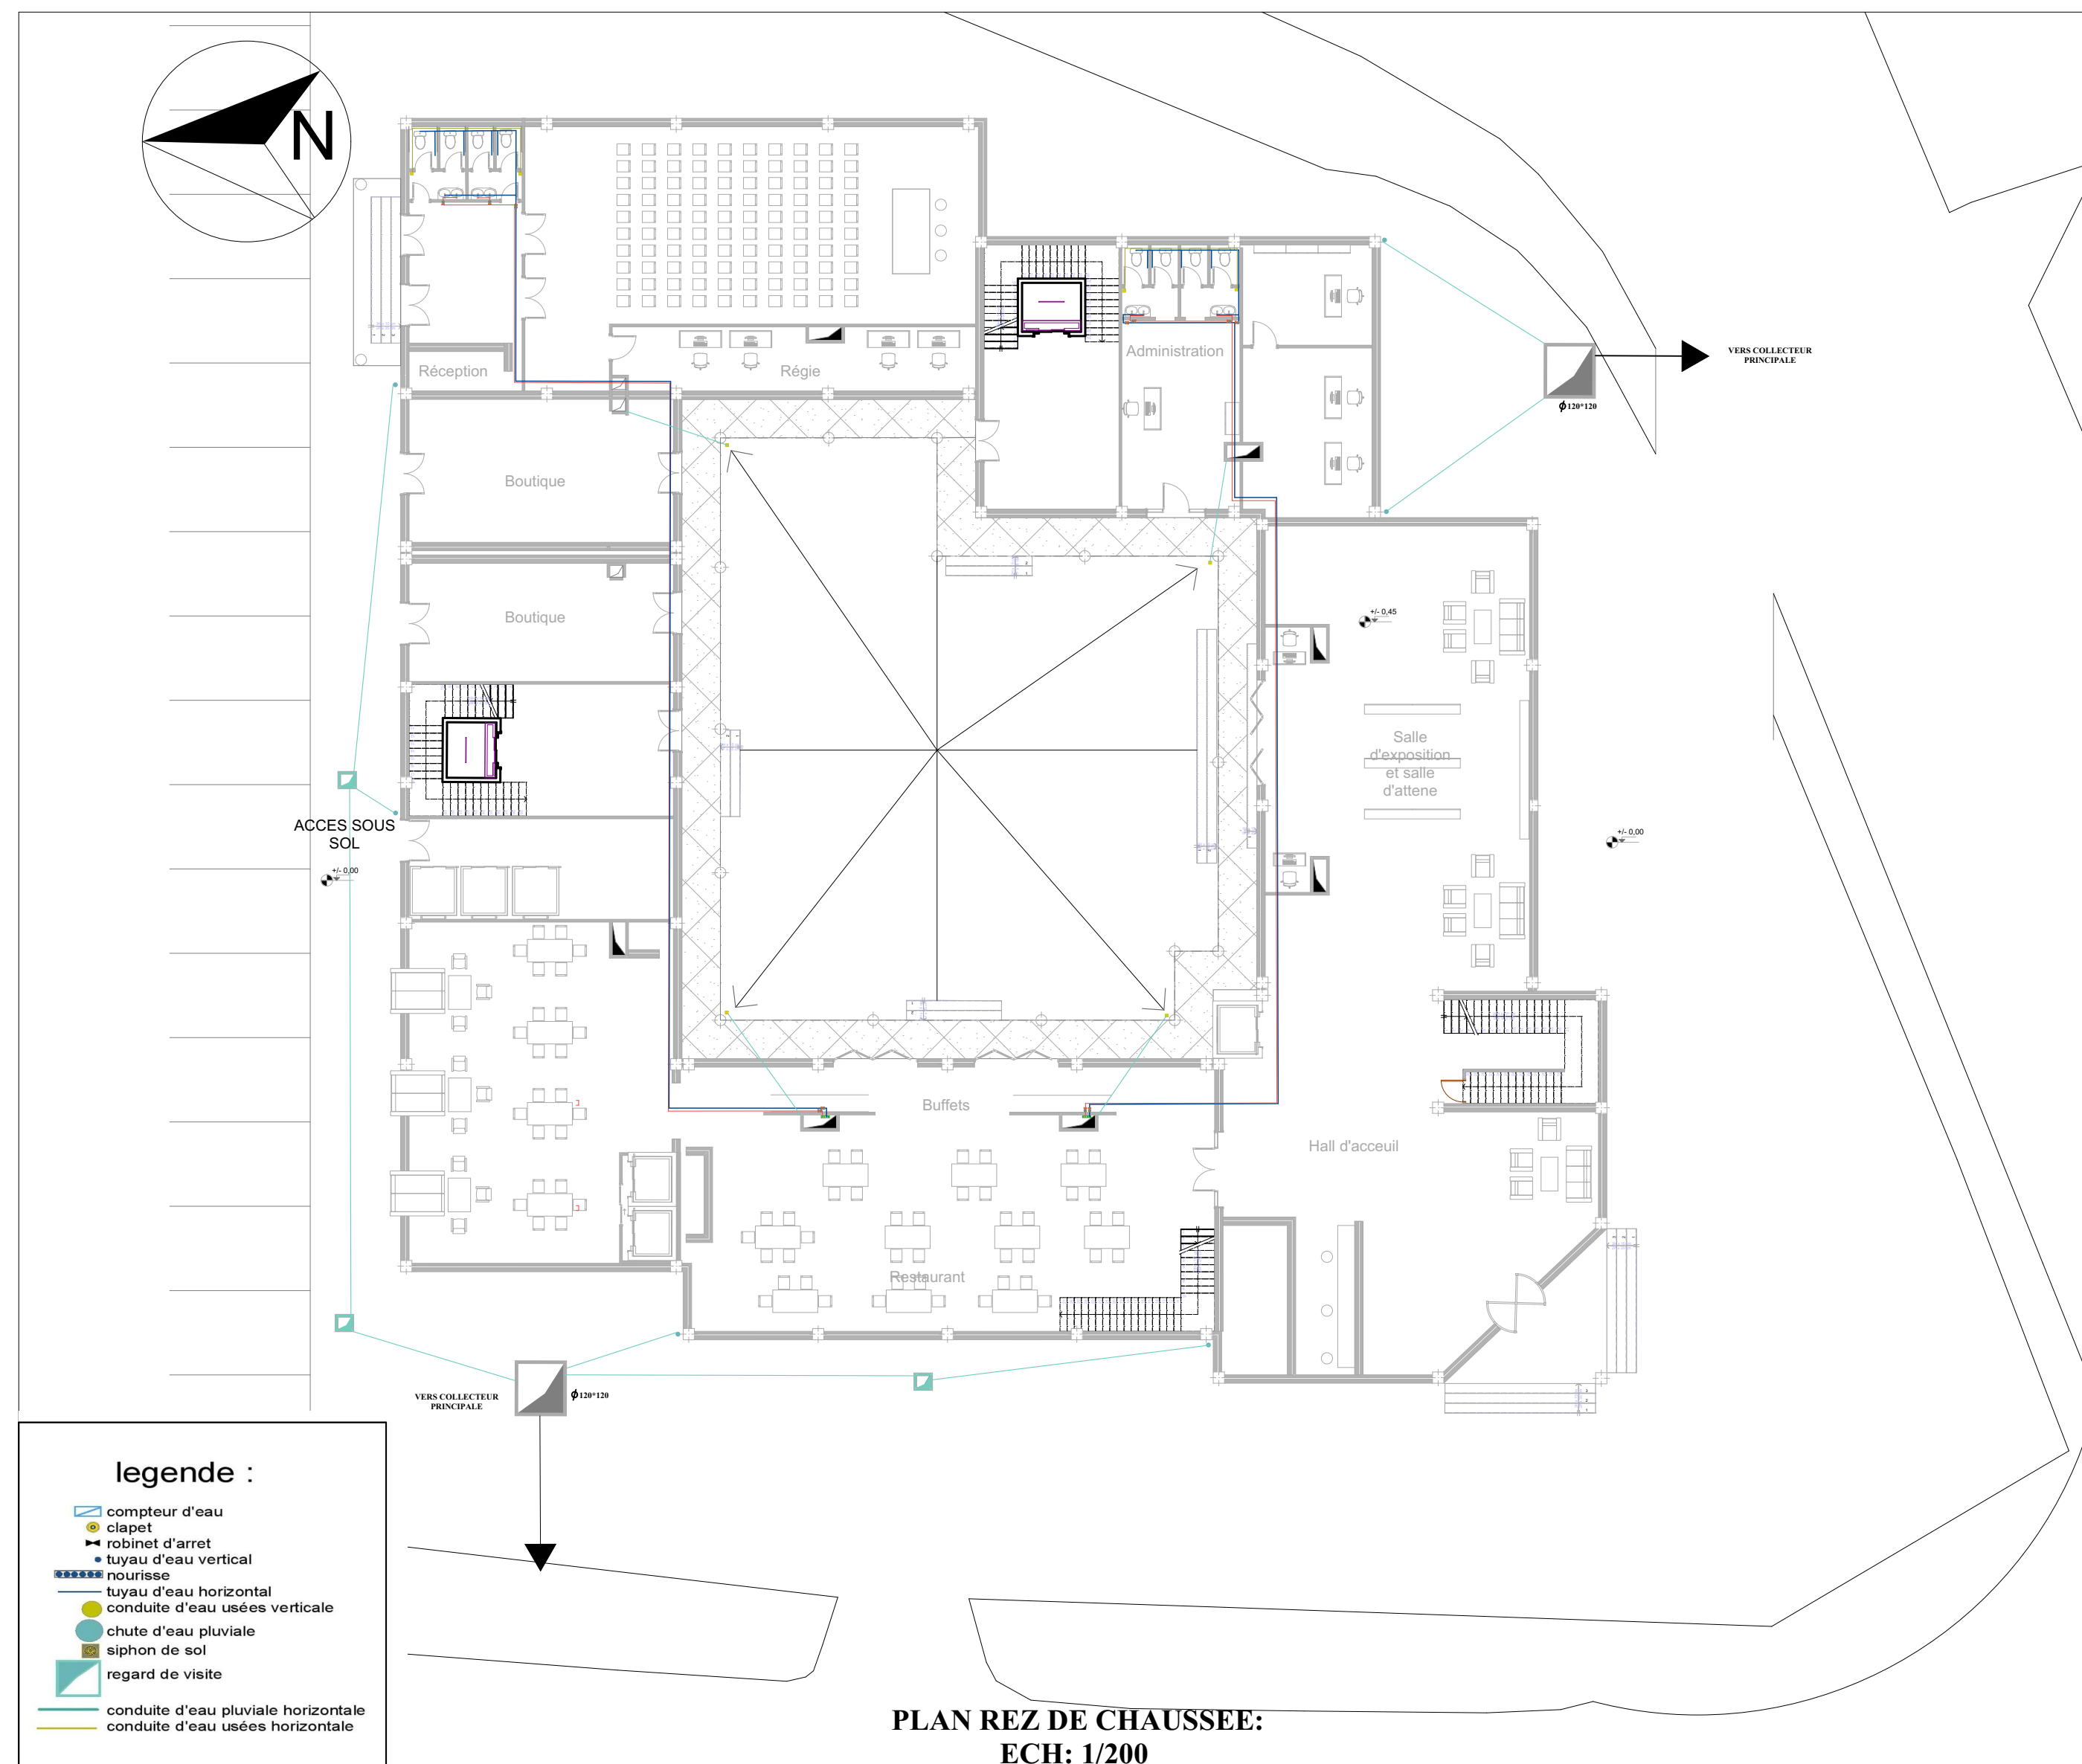 N
Réception
Régie
Administration
VERS COLLECTEUR
PRINCIPALE
ϕ120*120
Boutique
Boutique
+/- 0,45
Salle
d'exposition
et salle
d'attene
ACCES SOUS
SOL
+/- 0,00
+/- 0,00
Buffets
Hall d'acceuil
Restaurant
VERS COLLECTEUR
PRINCIPALE
ϕ120*120
legende :
compteur d'eau
clapet
robinet d'arret
tuyau d'eau vertical
nourisse
tuyau d'eau horizontal
conduite d'eau usées verticale
chute d'eau pluviale
siphon de sol
regard de visite
conduite d'eau pluviale horizontale
conduite d'eau usées horizontale
PLAN REZ DE CHAUSSEE:
ECH: 1/200